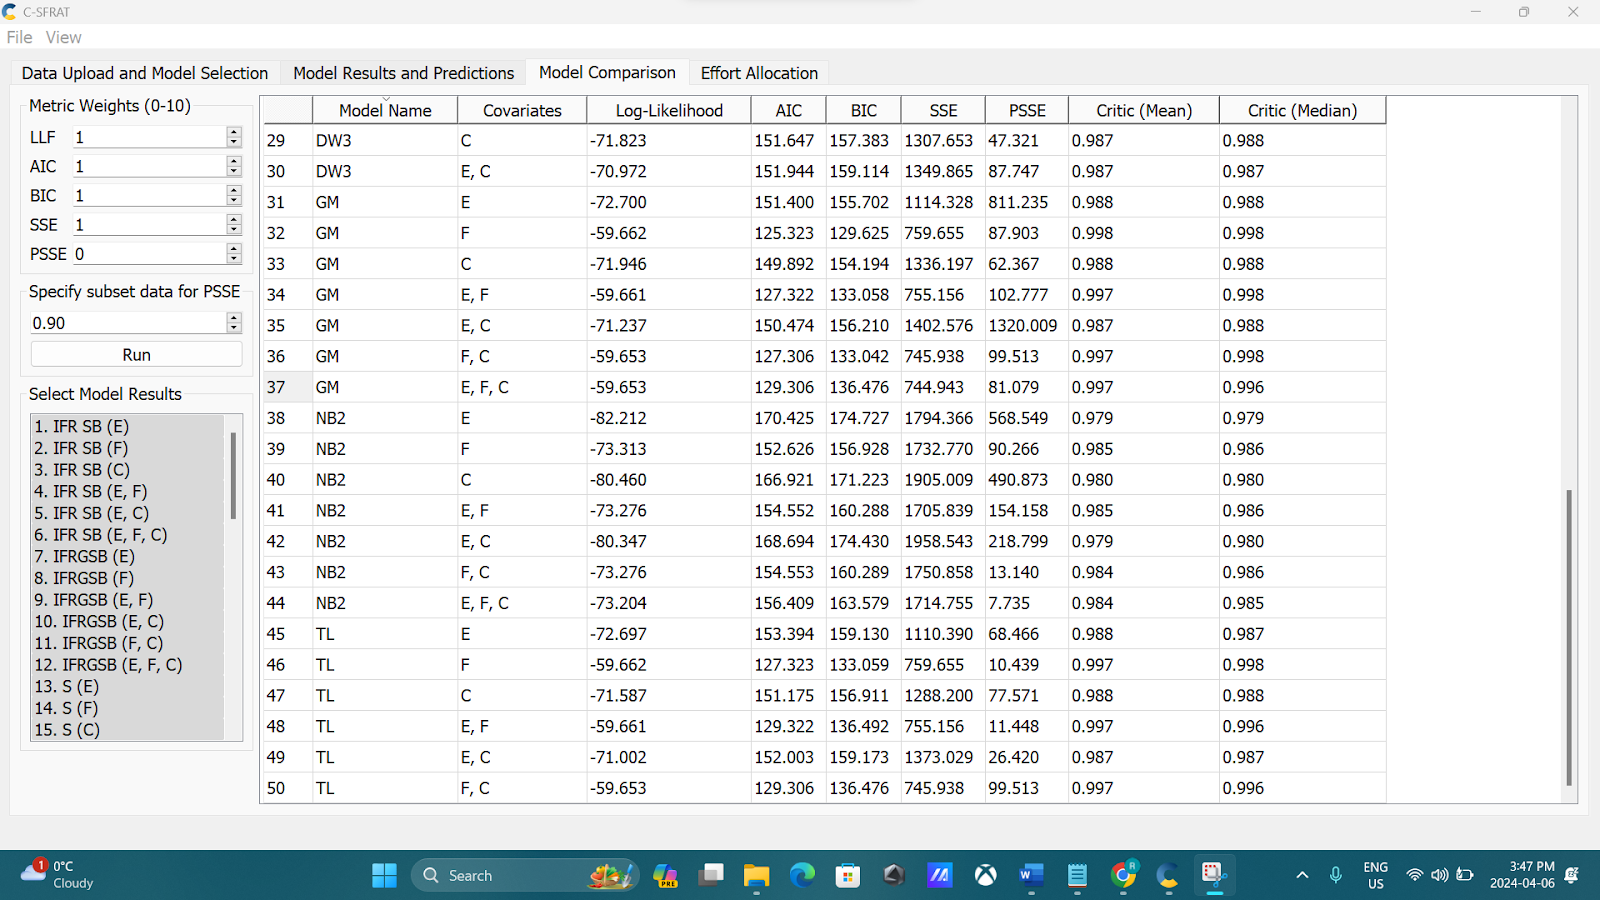 C-SFRAT
File View
Data Upload and Model Selection Model Results and Predictions Model Comparison Effort Allocation
Metric Weights (0-10)
LLF 1
AIC 1
BIC 1
SSE 1
PSSE 0
Specify subset data for PSSE
0.90
Run
Select Model Results
1. IFR SB (E)
2. IFR SB (F)
3. IFR SB (C)
4. IFR SB (E, F)
5. IFR SB (E, C)
6. IFR SB (E, F, C)
7. IFRGSB (E)
8. IFRGSB (F)
9. IFRGSB (E, F)
10. IFRGSB (E, C)
11. IFRGSB (F, C)
12. IFRGSB (E, F, C)
13. S (E)
14. S (F)
15. S (C)
Model Name Covariates Log-Likelihood AIC BIC SSE PSSE Critic (Mean) Critic (Median)
29 DW3 C -71.823 151.647 157.383 1307.653 47.321 0.987 0.988
30 DW3 E, C -70.972 151.944 159.114 1349.865 87.747 0.987 0.987
31 GM E -72.700 151.400 155.702 1114.328 811.235 0.988 0.988
32 GM F -59.662 125.323 129.625 759.655 87.903 0.998 0.998
33 GM C -71.946 149.892 154.194 1336.197 62.367 0.988 0.988
34 GM E, F -59.661 127.322 133.058 755.156 102.777 0.997 0.998
35 GM E, C -71.237 150.474 156.210 1402.576 1320.009 0.987 0.988
36 GM F, C -59.653 127.306 133.042 745.938 99.513 0.997 0.998
37 GM E, F, C -59.653 129.306 136.476 744.943 81.079 0.997 0.996
38 NB2 E -82.212 170.425 174.727 1794.366 568.549 0.979 0.979
39 NB2 F -73.313 152.626 156.928 1732.770 90.266 0.985 0.986
40 NB2 C -80.460 166.921 171.223 1905.009 490.873 0.980 0.980
41 NB2 E, F -73.276 154.552 160.288 1705.839 154.158 0.985 0.986
42 NB2 E, C -80.347 168.694 174.430 1958.543 218.799 0.979 0.980
43 NB2 F, C -73.276 154.553 160.289 1750.858 13.140 0.984 0.986
44 NB2 E, F, C -73.204 156.409 163.579 1714.755 7.735 0.984 0.985
45 TL E -72.697 153.394 159.130 1110.390 68.466 0.988 0.987
46 TL F -59.662 127.323 133.059 759.655 10.439 0.997 0.998
47 TL C -71.587 151.175 156.911 1288.200 77.571 0.988 0.988
48 TL E, F -59.661 129.322 136.492 755.156 11.448 0.997 0.996
49 TL E, C -71.002 152.003 159.173 1373.029 26.420 0.987 0.987
50 TL F, C -59.653 129.306 136.476 745.938 99.513 0.997 0.996
1
0°C
Cloudy
Search
PRE
W
R
ENG
US
3:47 PM
2024-04-06